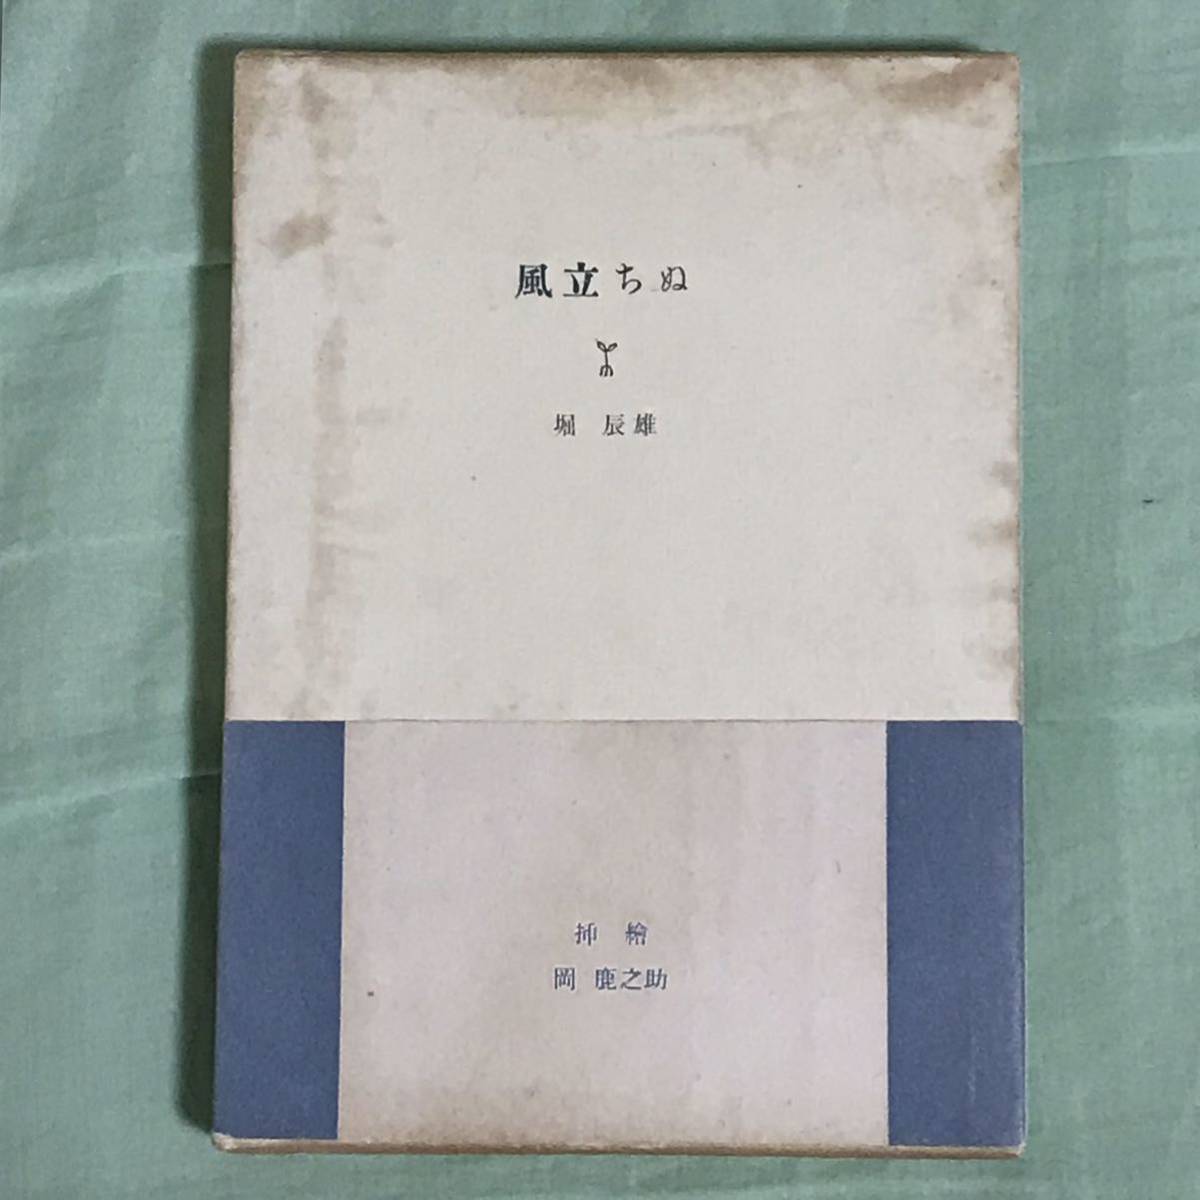 風立ちぬ
堀 辰雄
挿繪
岡 鹿之助